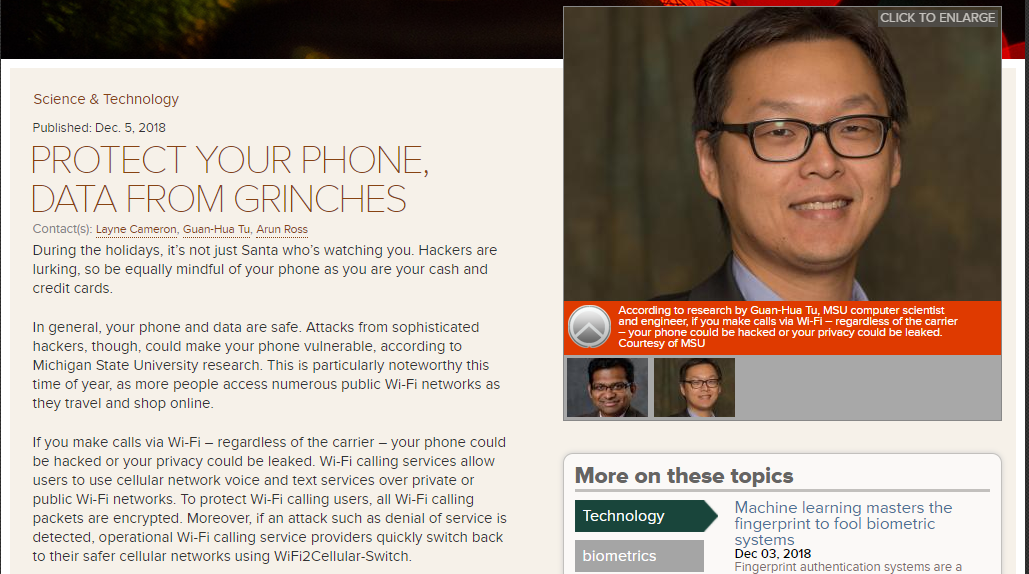 CLICK TO ENLARGE
Science & Technology
Published: Dec. 5, 2018
PROTECT YOUR PHONE,
DATA FROM GRINCHES
Contact(s): Layne Cameron, Guan-Hua Tu, Arun Ross
During the holidays, it’s not just Santa who’s watching you. Hackers are
lurking, so be equally mindful of your phone as you are your cash and
credit cards.
In general, your phone and data are safe. Attacks from sophisticated
hackers, though, could make your phone vulnerable, according to
Michigan State University research. This is particularly noteworthy this
time of year, as more people access numerous public Wi-Fi networks as
they travel and shop online.
If you make calls via Wi-Fi – regardless of the carrier – your phone could
be hacked or your privacy could be leaked. Wi-Fi calling services allow
users to use cellular network voice and text services over private or
public Wi-Fi networks. To protect Wi-Fi calling users, all Wi-Fi calling
packets are encrypted. Moreover, if an attack such as denial of service is
detected, operational Wi-Fi calling service providers quickly switch back
to their safer cellular networks using WiFi2Cellular-Switch.
According to research by Guan-Hua Tu, MSU computer scientist
and engineer, if you make calls via Wi-Fi – regardless of the carrier
– your phone could be hacked or your privacy could be leaked.
Courtesy of MSU
More on these topics
Technology
biometrics
Machine learning masters the
fingerprint to fool biometric
systems
Dec 03, 2018
Fingerprint authentication systems are a